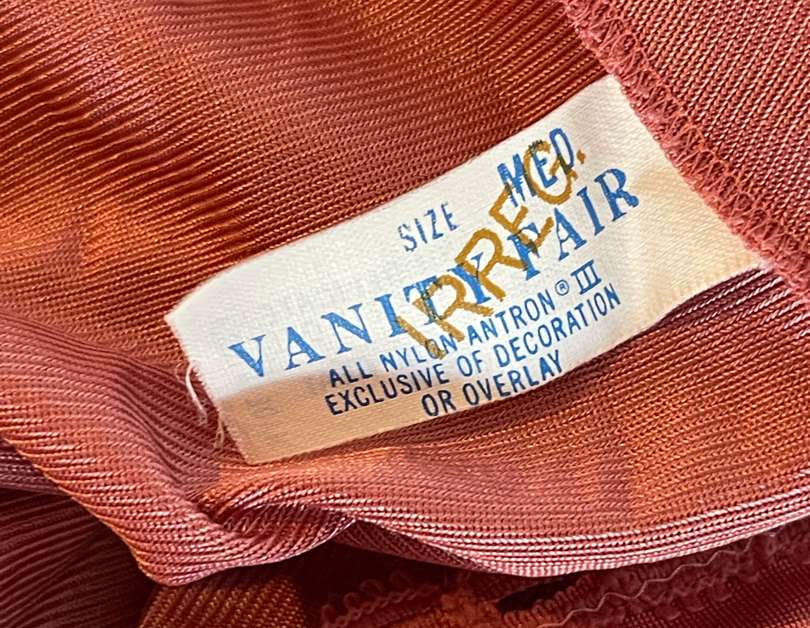 SIZE MED.
VANITY FAIR
IRREG.
ALL NYLON ANTRON® III
EXCLUSIVE OF DECORATION
OR OVERLAY